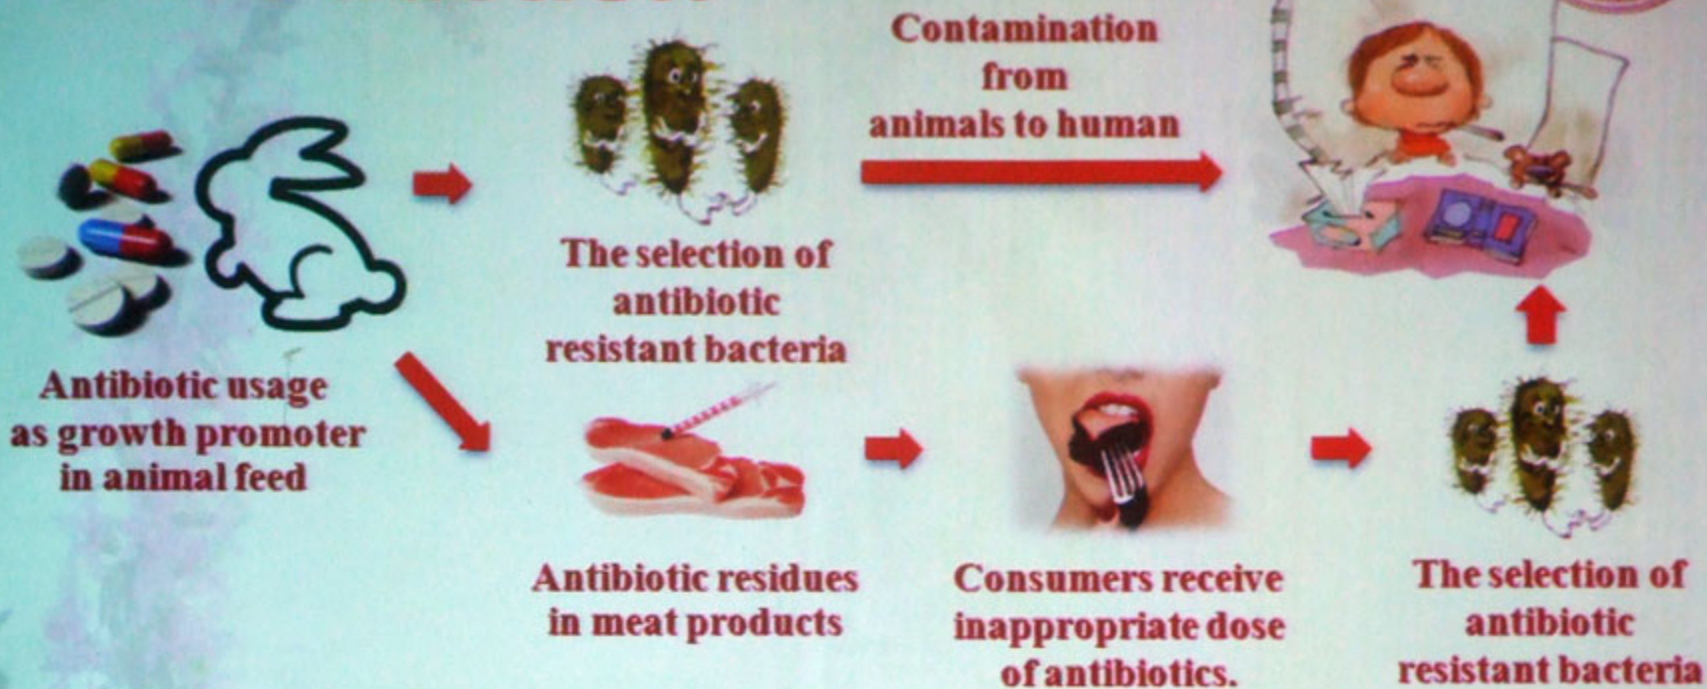 Contamination
from
animals to human
The selection of
antibiotic
resistant bacteria
Antibiotic usage
as growth promoter
in animal feed
Antibiotic residues
in meat products
Consumers receive
inappropriate dose
of antibiotics.
The selection of
antibiotic
resistant bacteria